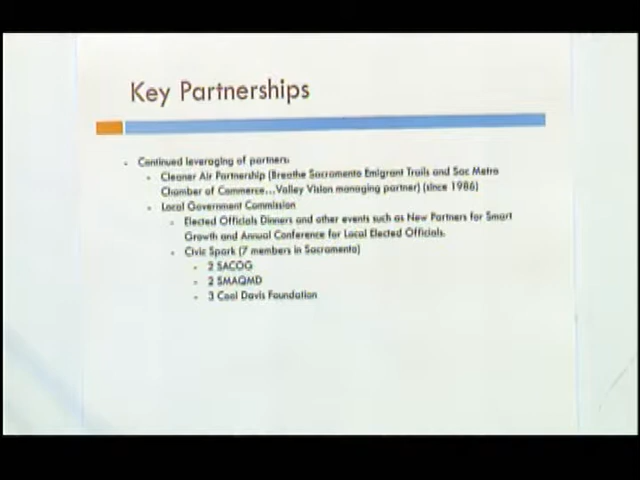 Key Partnerships
Continued leveraging of partners:
Cleaner Air Partnership (Breathe Sacramento Emigrant Trails and Sac Metro
Chamber of Commerce...Valley Vision managing partner) (since 1986)
Local Government Commission
Elected Officials Dinners and other events such as New Partners for Smart
Growth and Annual Conference for Local Elected Officials.
Civic Spark (7 members in Sacramento)
2 SACOG
2 SMAQMD
3 Cool Davis Foundation